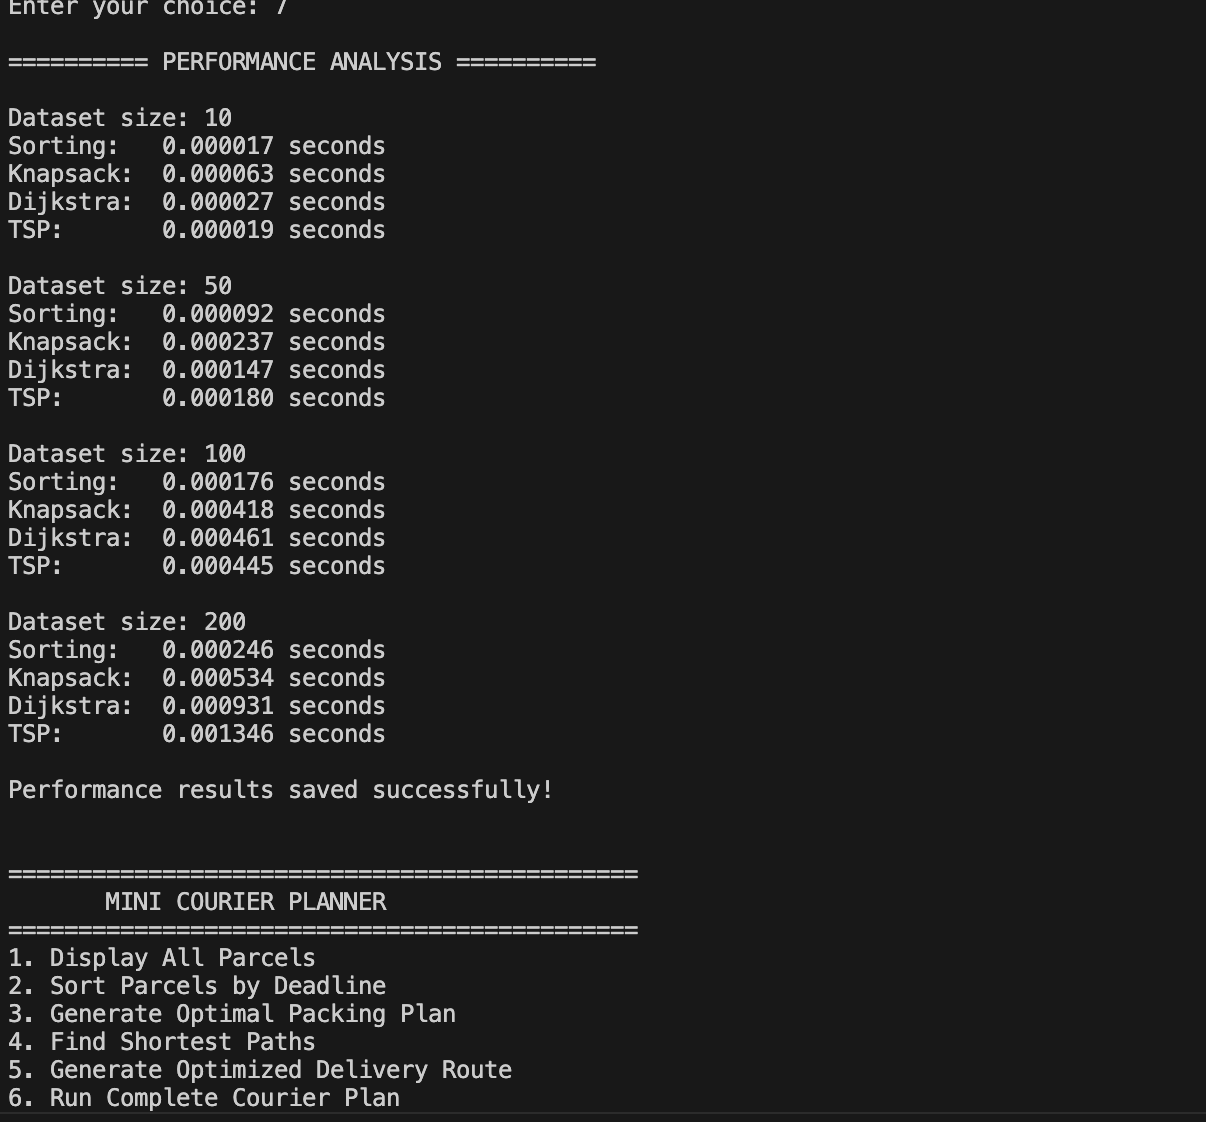 Enter your choice: 7
========== PERFORMANCE ANALYSIS ==========
Dataset size: 10
Sorting:   0.000017 seconds
Knapsack:  0.000063 seconds
Dijkstra:  0.000027 seconds
TSP:       0.000019 seconds
Dataset size: 50
Sorting:   0.000092 seconds
Knapsack:  0.000237 seconds
Dijkstra:  0.000147 seconds
TSP:       0.000180 seconds
Dataset size: 100
Sorting:   0.000176 seconds
Knapsack:  0.000418 seconds
Dijkstra:  0.000461 seconds
TSP:       0.000445 seconds
Dataset size: 200
Sorting:   0.000246 seconds
Knapsack:  0.000534 seconds
Dijkstra:  0.000931 seconds
TSP:       0.001346 seconds
Performance results saved successfully!
=============================================
MINI COURIER PLANNER
=============================================
1. Display All Parcels
2. Sort Parcels by Deadline
3. Generate Optimal Packing Plan
4. Find Shortest Paths
5. Generate Optimized Delivery Route
6. Run Complete Courier Plan